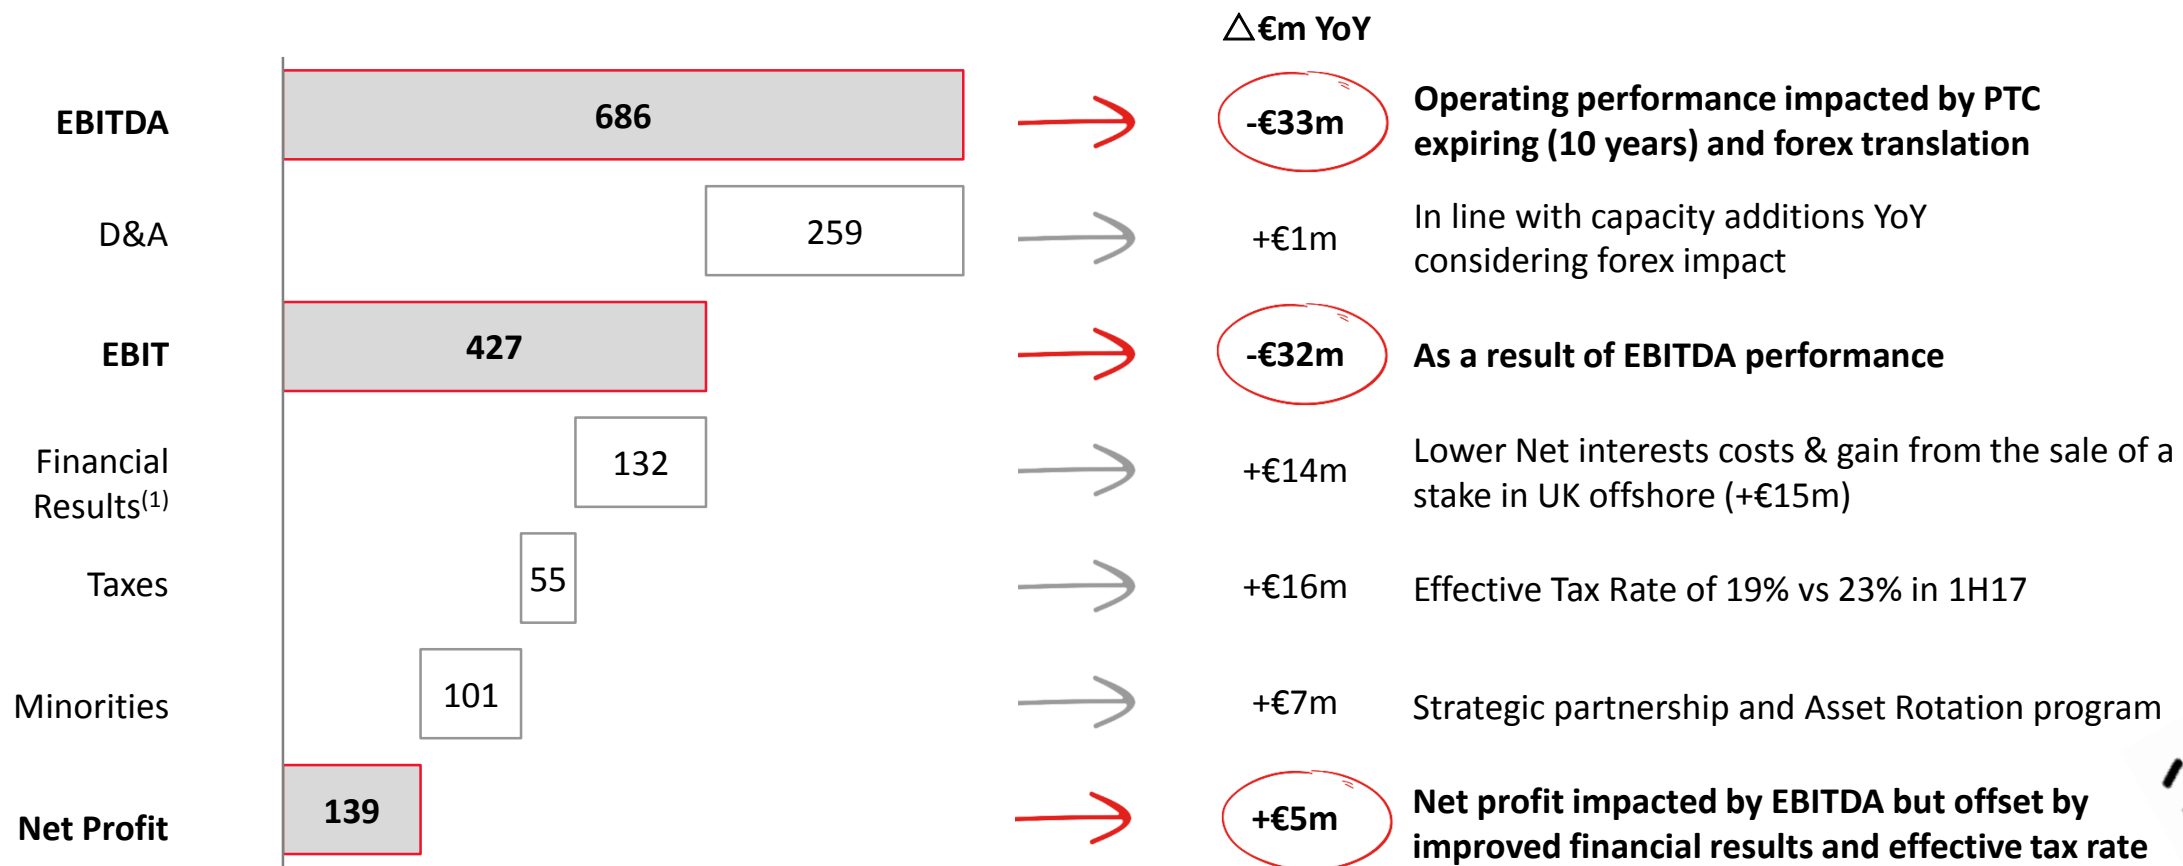 △€m YoY
EBITDA
686
-€33m
Operating performance impacted by PTC
expiring (10 years) and forex translation
D&A
259
+€1m
In line with capacity additions YoY
considering forex impact
EBIT
427
-€32m
As a result of EBITDA performance
Financial
Results(1)
132
+€14m
Lower Net interests costs & gain from the sale of a
stake in UK offshore (+€15m)
Taxes
55
+€16m
Effective Tax Rate of 19% vs 23% in 1H17
Minorities
101
+€7m
Strategic partnership and Asset Rotation program
Net Profit
139
+€5m
Net profit impacted by EBITDA but offset by
improved financial results and effective tax rate